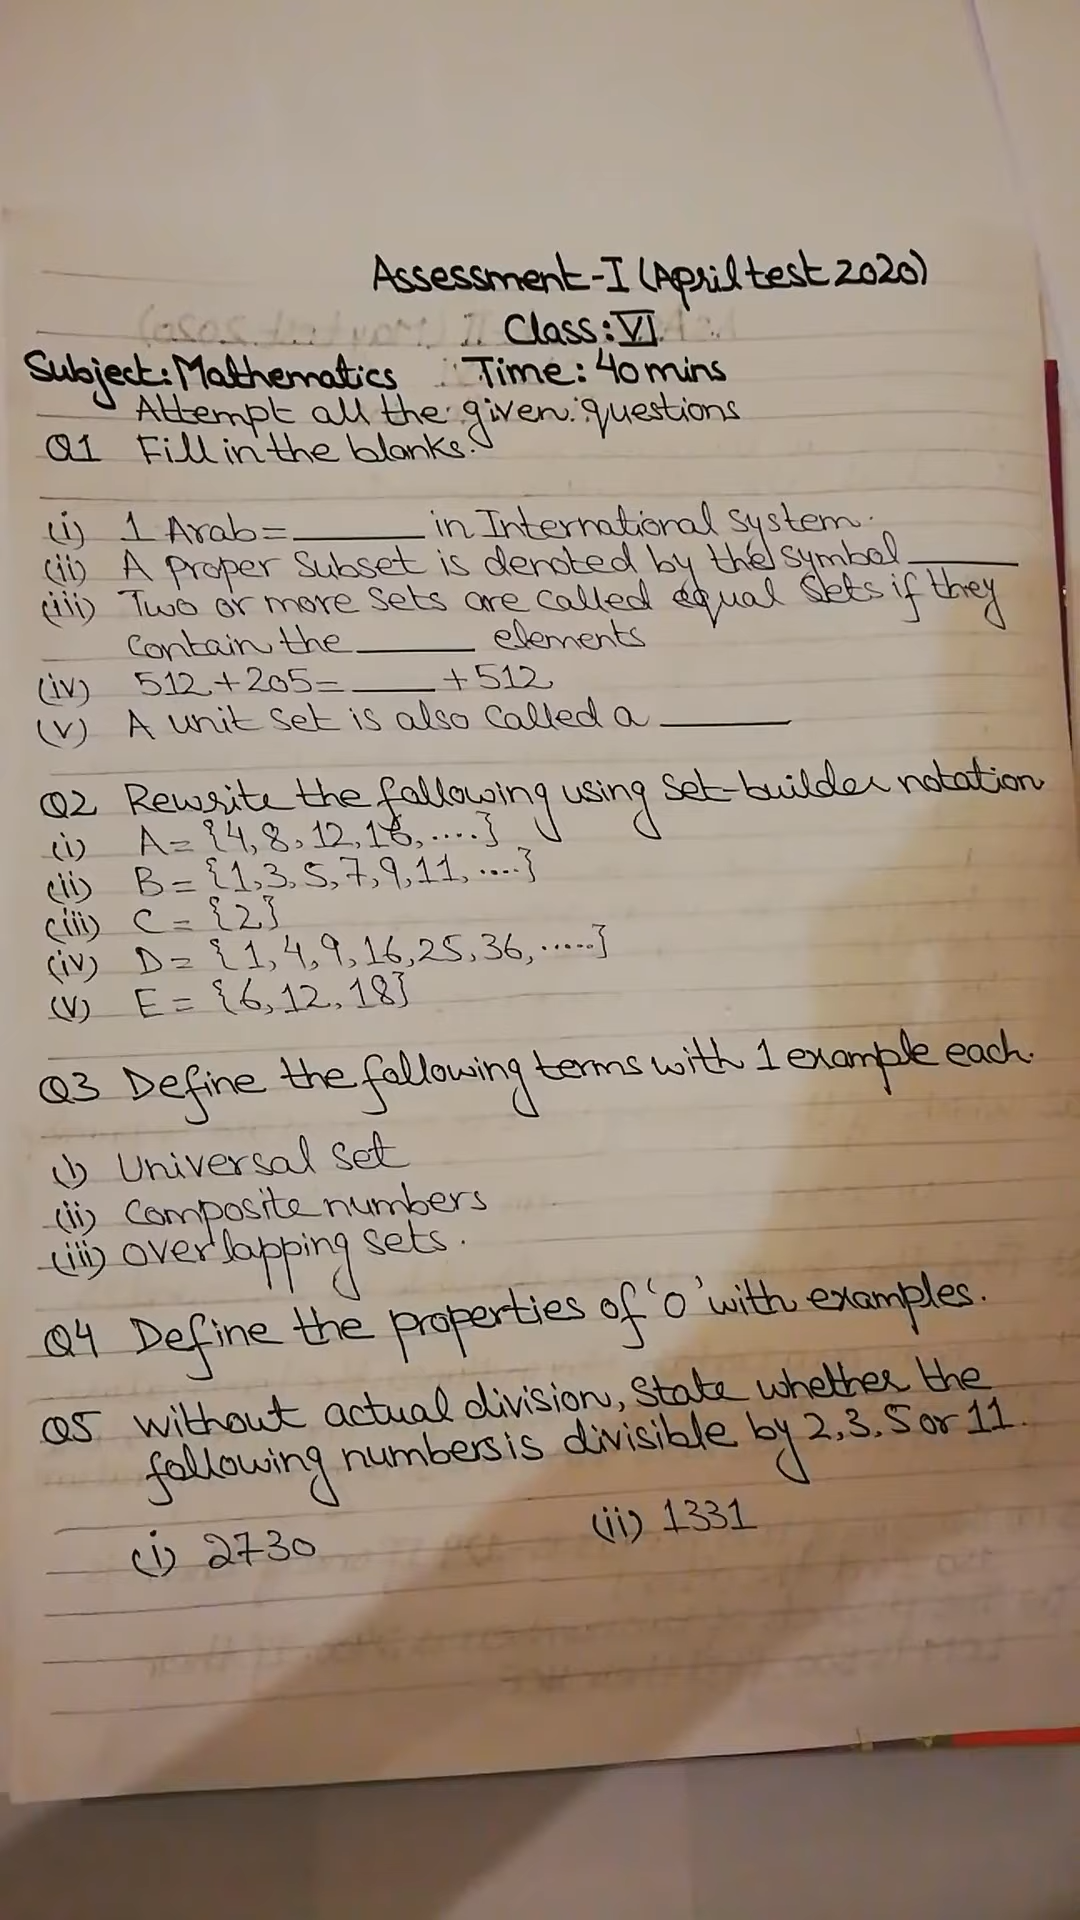 Assessment-I (April test 2020)
Class: VI
Subject: Mathematics Time: 40 mins
Attempt all the given questions
Q1 Fill in the blanks.
(i) 1 Arab = ______ in International system.
(ii) A proper subset is denoted by the symbol ______
(iii) Two or more sets are called equal sets if they
contain the ______ elements
(iv) 512+205= ____ +512
(v) A unit set is also called a ______
Q2 Rewrite the following using set-builder notation
(i) A = {4, 8, 12, 16, ....}
(ii) B = {1, 3, 5, 7, 9, 11, ....}
(iii) C = {2}
(iv) D = {1, 4, 9, 16, 25, 36, .....}
(v) E = {6, 12, 18}
Q3 Define the following terms with 1 example each.
(i) Universal set
(ii) Composite numbers
(iii) overlapping sets.
Q4 Define the properties of 'o' with examples.
Q5 without actual division, State whether the
following numbers is divisible by 2, 3, 5 or 11.
(i) 2730 (ii) 1331